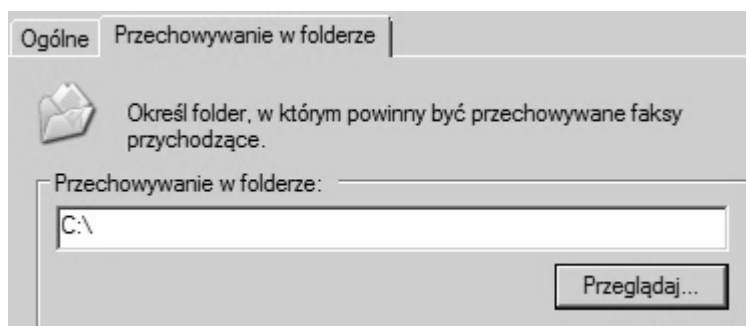 Ogólne Przechowywanie w folderze
Określ folder, w którym powinny być przechowywane faksy
przychodzące.
Przechowywanie w folderze:
C:\
Przeglądaj...